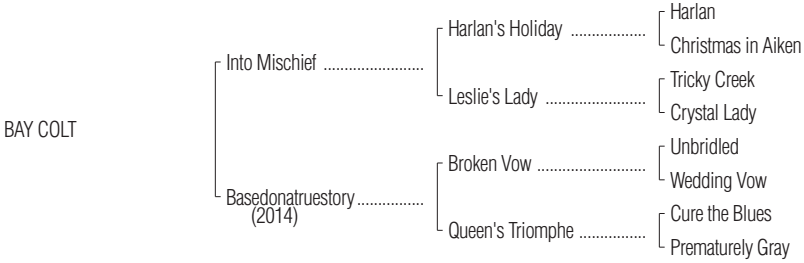 Harlan
Harlan's Holiday ..................
Christmas in Aiken
Into Mischief ........................
Tricky Creek
Leslie's Lady ........................
Crystal Lady
BAY COLT
Unbridled
Broken Vow ..........................
Wedding Vow
Basedonatruestory ................
(2014)
Cure the Blues
Queen's Triomphe ................
Prematurely Gray